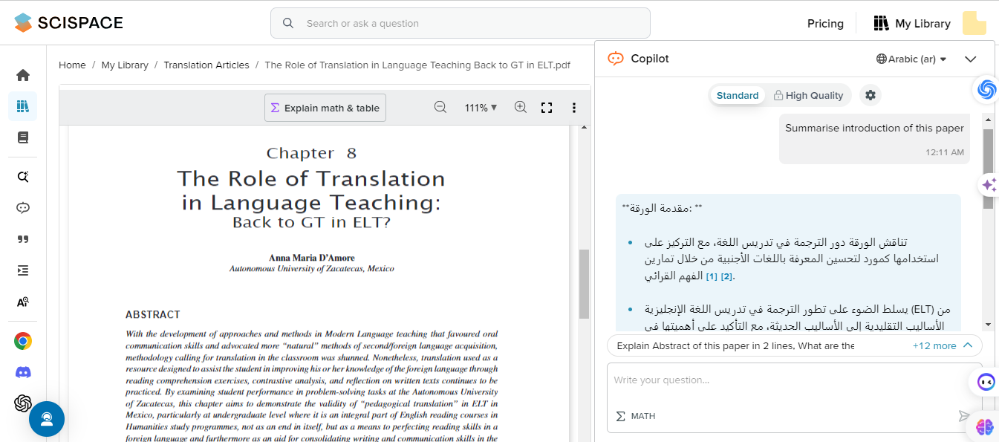 SCISPACE
Search or ask a question
Pricing
My Library
Home / My Library / Translation Articles / The Role of Translation in Language Teaching Back to GT in ELT.pdf
Explain math & table
111%
Chapter 8
The Role of Translation
in Language Teaching:
Back to GT in ELT?
Anna Maria D'Amore
Autonomous University of Zacatecas, Mexico
ABSTRACT
With the development of approaches and methods in Modern Language teaching that favoured oral
communication skills and advocated more “natural” methods of second/foreign language acquisition,
methodology calling for translation in the classroom was shunned. Nonetheless, translation used as a
resource designed to assist the student in improving his or her knowledge of the foreign language through
reading comprehension exercises, contrastive analysis, and reflection on written texts continues to be
practiced. By examining student performance in problem-solving tasks at the Autonomous University
of Zacatecas, this chapter aims to demonstrate the validity of “pedagogical translation” in ELT in
Mexico, particularly at undergraduate level where it is an integral part of English reading courses in
Humanities study programmes, not as an end in itself, but as a means to perfecting reading skills in a
foreign language and furthermore as an aid for consolidating writing and communication skills in the
Copilot
Arabic (ar)
Standard
High Quality
Summarise introduction of this paper
12:11 AM
**مقدمة الورقة: **
تناقش الورقة دور الترجمة في تدريس اللغة، مع التركيز على
استخدامها كمورد لتحسين المعرفة باللغات الأجنبية من خلال تمارين
الفهم القرائي [1] [2].
يسلط الضوء على تطور الترجمة في تدريس اللغة الإنجليزية (ELT) من
الأساليب التقليدية إلى الأساليب الحديثة، مع التأكيد على أهميتها في
Explain Abstract of this paper in 2 lines, What are the
+12 more
Write your question...
MATH